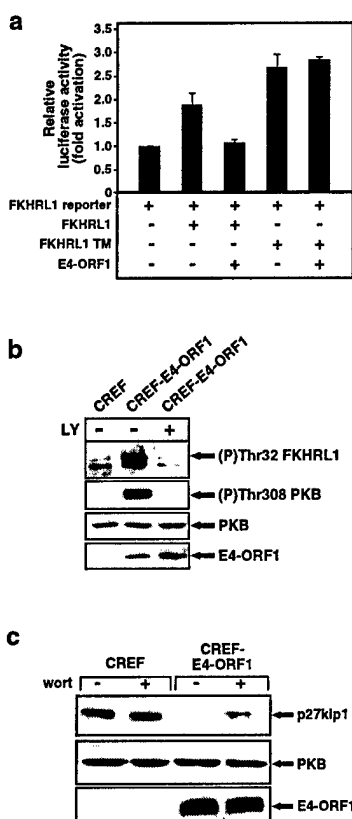 a
Relative
luciferase activity
(fold activation)
3.5
3.0
2.5
2.0
1.5
1.0
0.5
0
FKHRL1 reporter + + + + +
FKHRL1 - + + - -
FKHRL1 TM - - - + +
E4-ORF1 - - + - +
b
CREF
CREF-E4-ORF1
CREF-E4-ORF1
LY - - +
(P)Thr32 FKHRL1
(P)Thr308 PKB
PKB
E4-ORF1
c
CREF
CREF-
E4-ORF1
wort - + - +
p27kip1
PKB
E4-ORF1